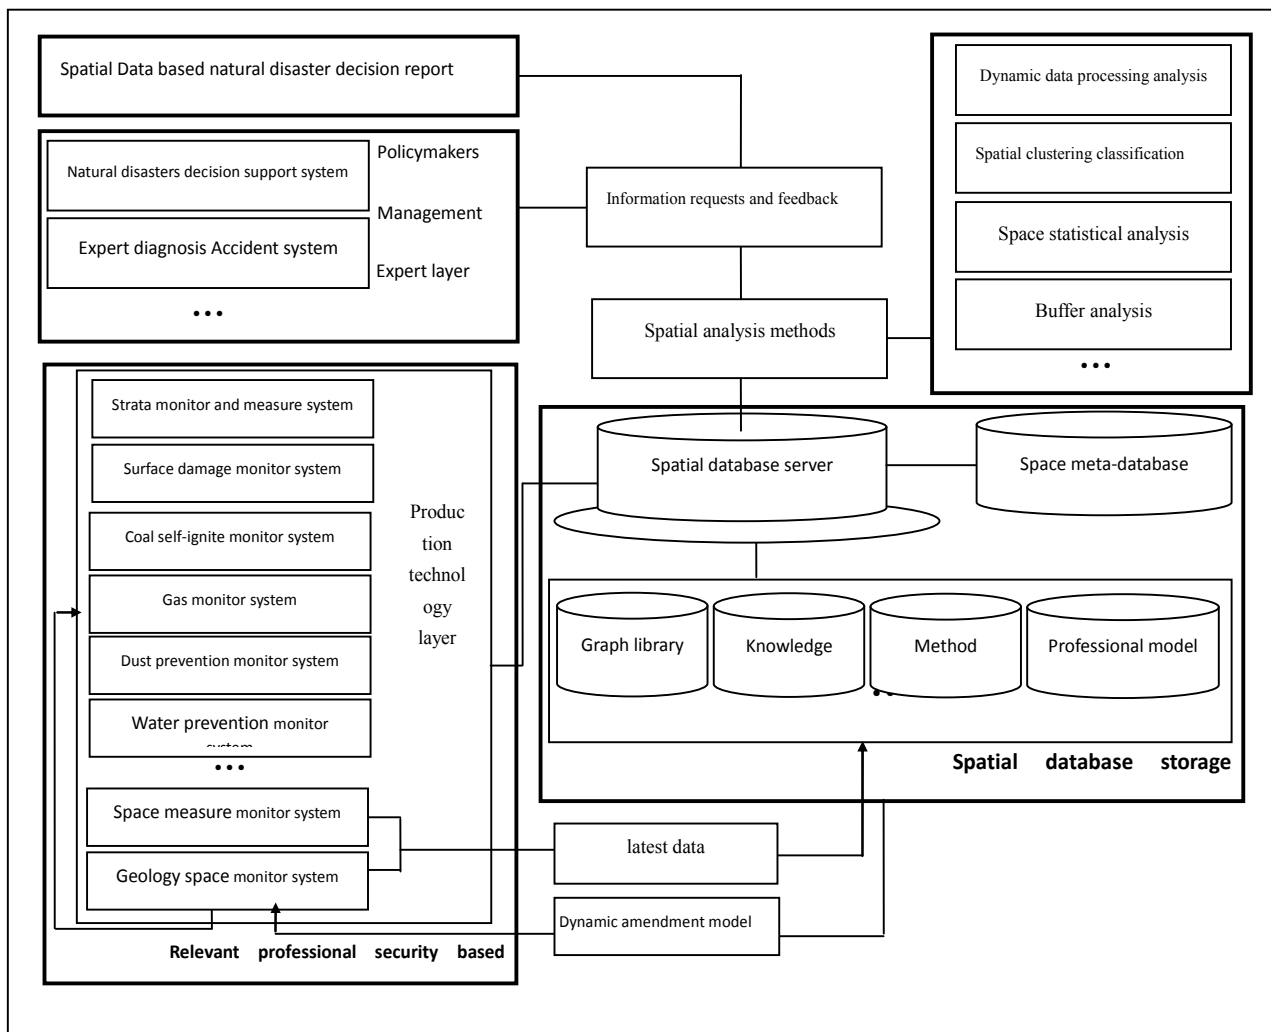 Spatial Data based natural disaster decision report
Natural disasters decision support system
Expert diagnosis Accident system
...
Policymakers
Management
Expert layer
Information requests and feedback
Spatial analysis methods
Dynamic data processing analysis
Spatial clustering classification
Space statistical analysis
Buffer analysis
...
Strata monitor and measure system
Surface damage monitor system
Coal self-ignite monitor system
Gas monitor system
Dust prevention monitor system
Water prevention monitor
system
...
Space measure monitor system
Geology space monitor system
Produc
tion
technol
ogy
layer
Relevant professional security based
Spatial database server
Space meta-database
Graph library
Knowledge
Method
Professional model
..
Spatial database storage
latest data
Dynamic amendment model